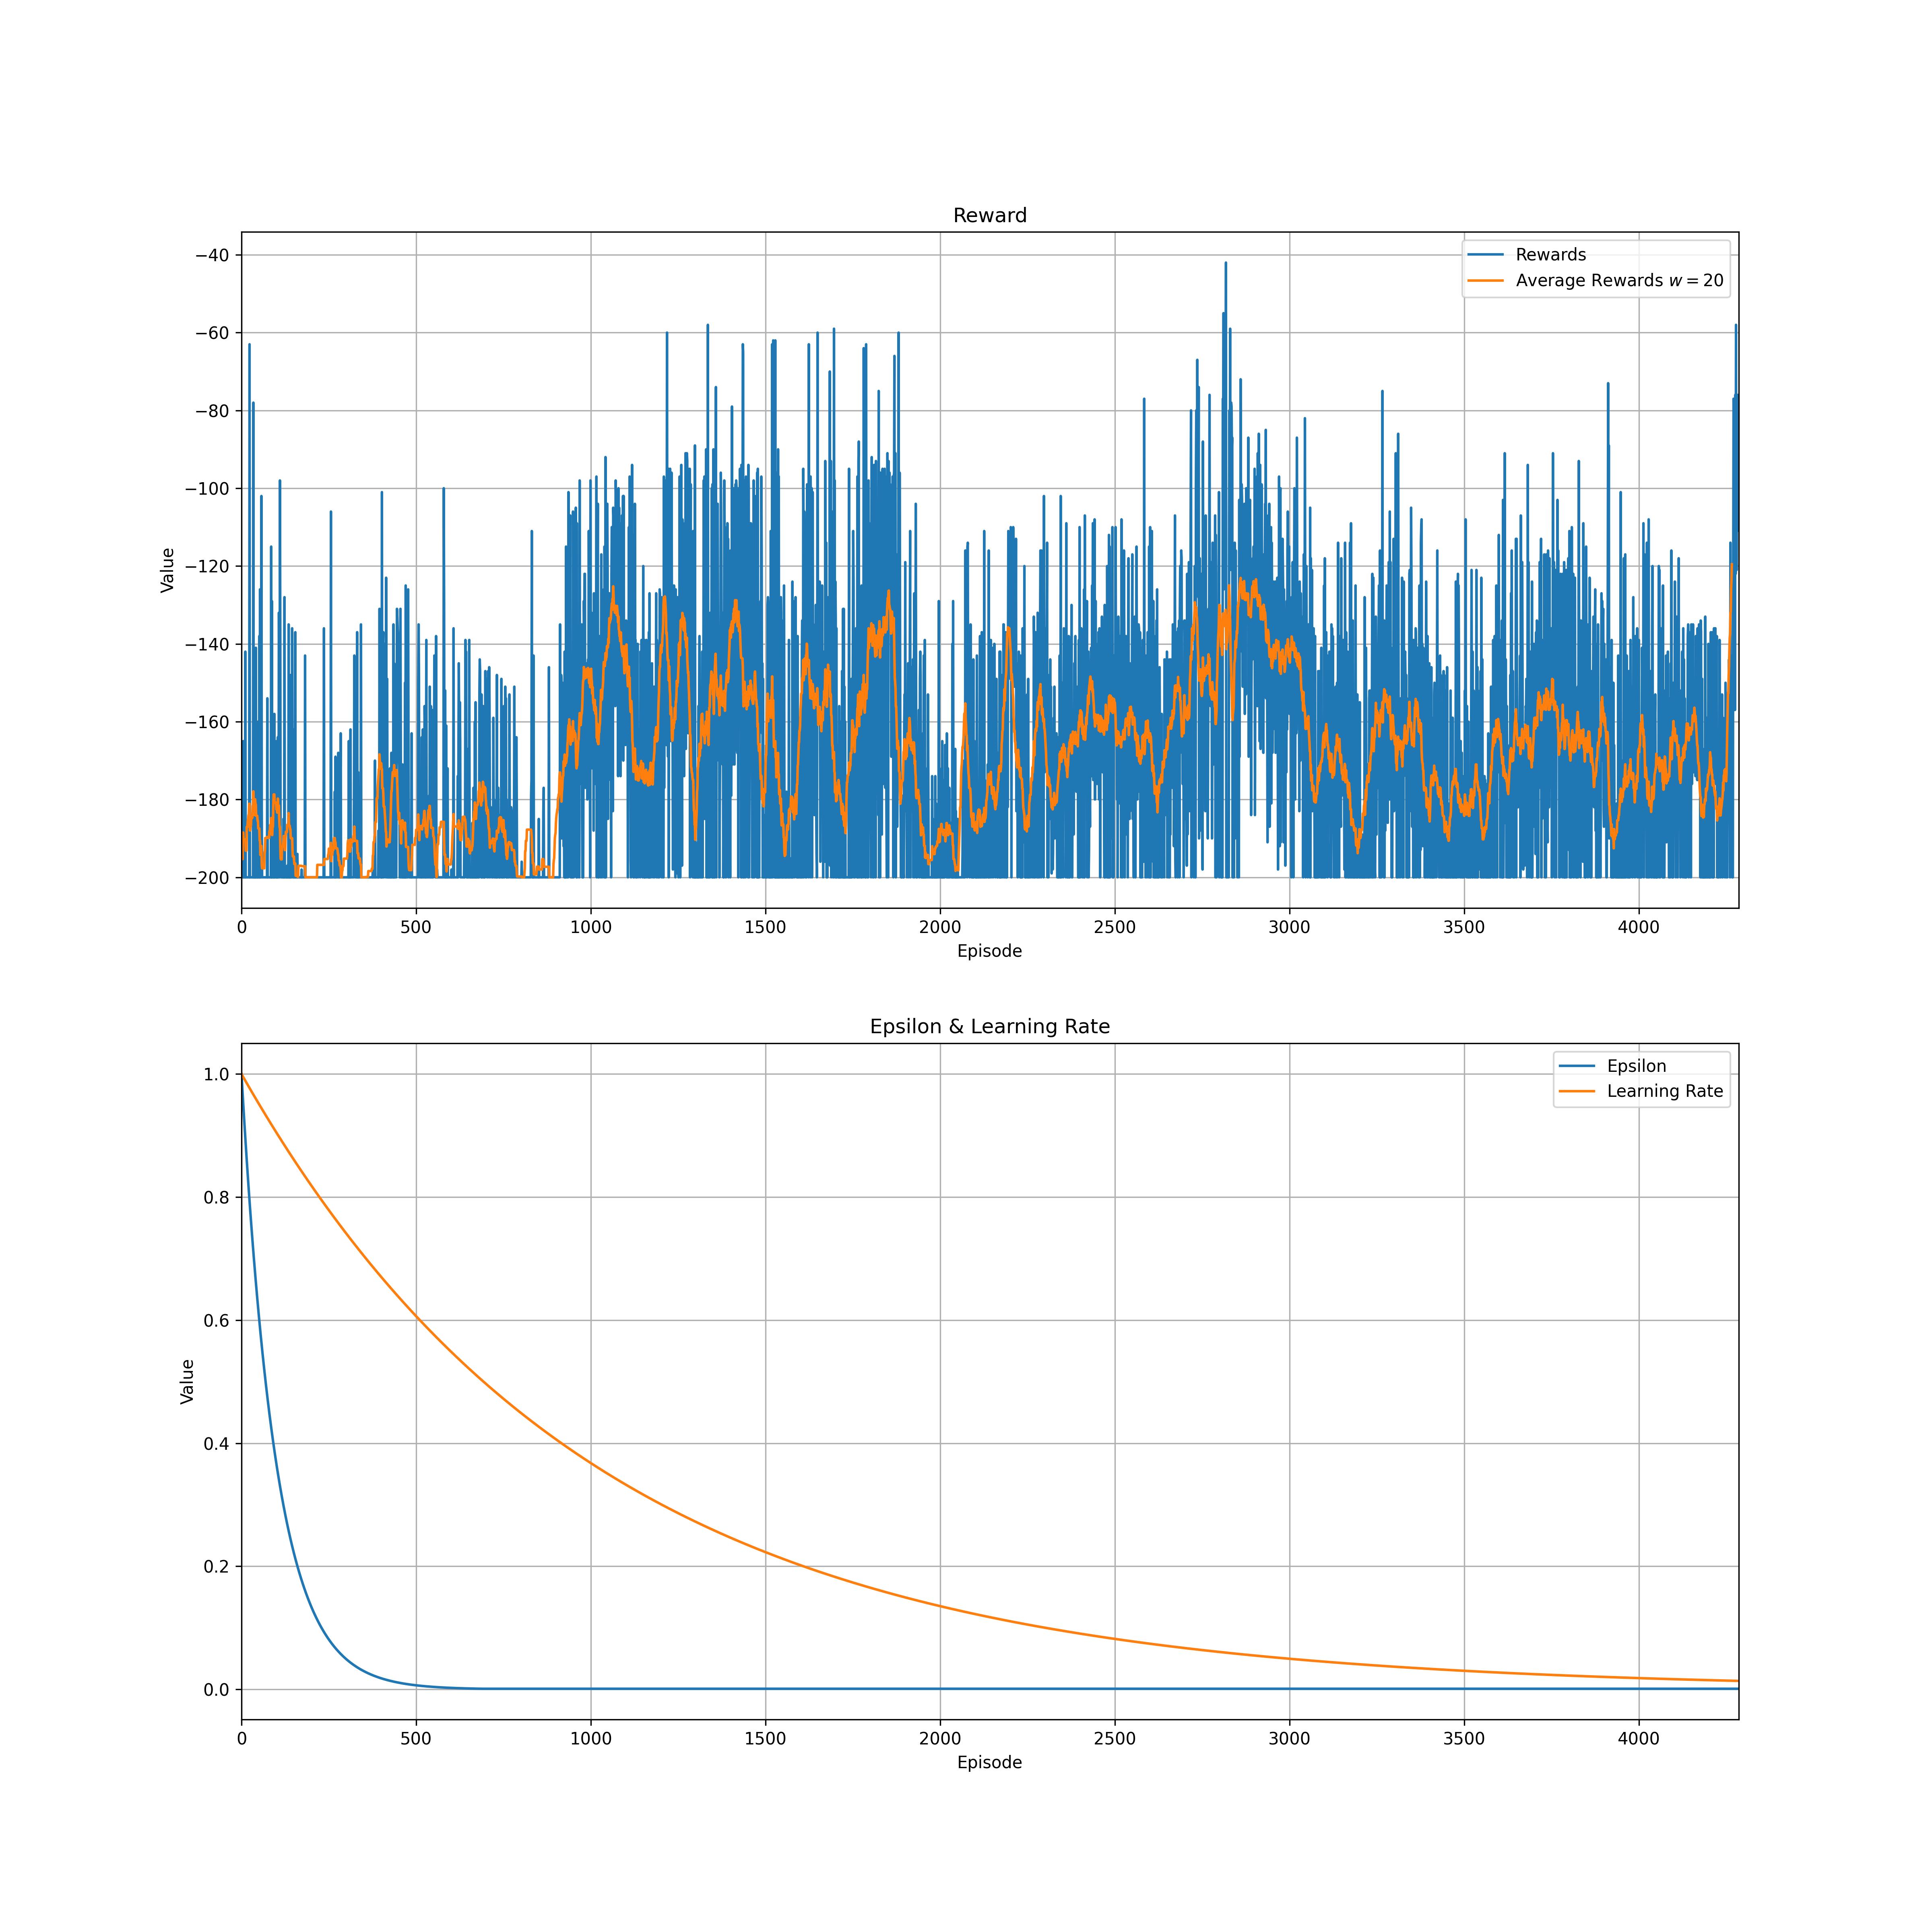 Reward
−40
−60
−80
−100
−120
−140
−160
−180
−200
Value
Rewards
Average Rewards w = 20
0 500 1000 1500 2000 2500 3000 3500 4000
Episode
Epsilon & Learning Rate
1.0
0.8
0.6
0.4
0.2
0.0
Value
Epsilon
Learning Rate
0 500 1000 1500 2000 2500 3000 3500 4000
Episode